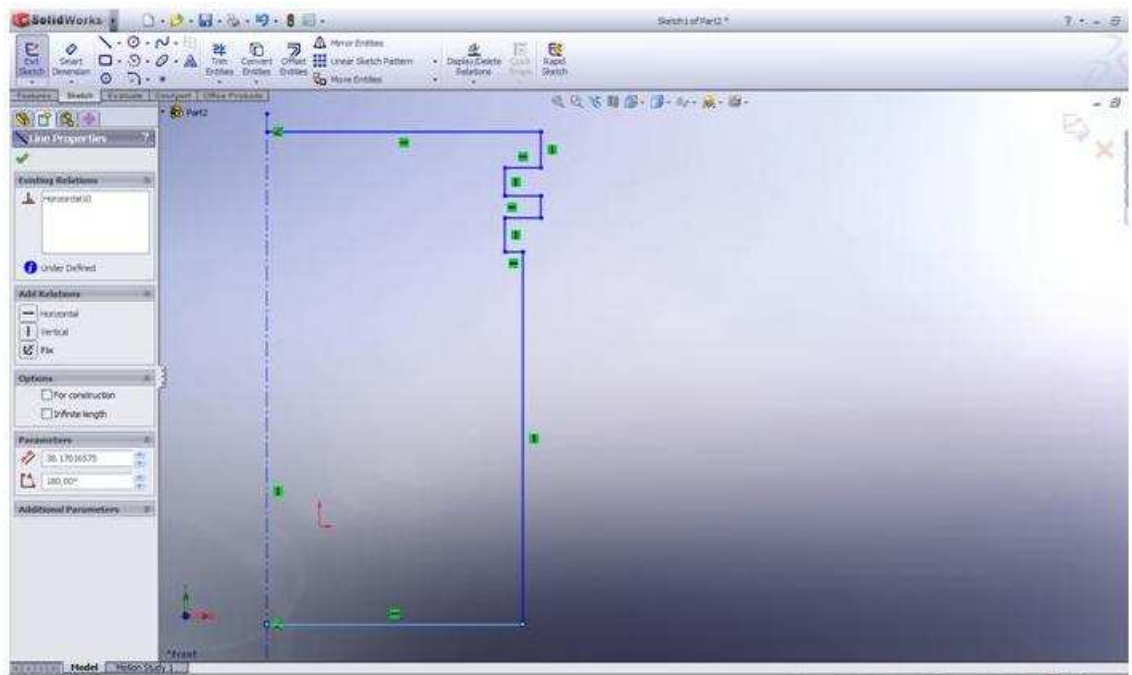 SolidWorks
Sketch1 of Part2 *
Exit Sketch
Smart Dimension
Trim Entities
Convert Entities
Offset Entities
Mirror Entities
Linear Sketch Pattern
Move Entities
Display/Delete Relations
Rapid Sketch
Features Sketch Evaluate DimXpert Office Products
Part2
Line Properties ?
Existing Relations
Horizontal10
Under Defined
Add Relations
Horizontal
Vertical
Fix
Options
For construction
Infinite length
Parameters
38.17016575
180.00°
Additional Parameters
*Front
Model Motion Study 1